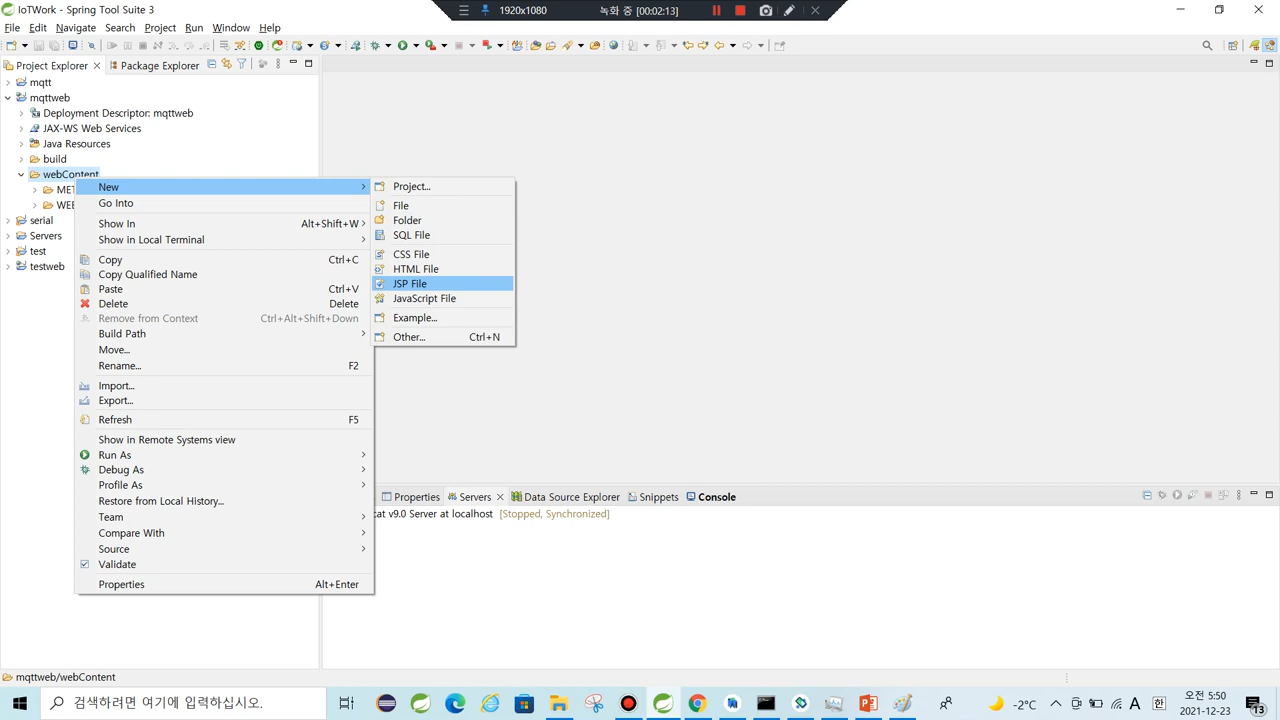 IoTWork - Spring Tool Suite 3
1920x1080
녹화 중 [00:02:13]
File Edit Navigate Search Project Run Window Help
Project Explorer
Package Explorer
mqtt
mqttweb
Deployment Descriptor: mqttweb
JAX-WS Web Services
Java Resources
build
webContent
MET
WEE
serial
Servers
test
testweb
New
Go Into
Show In Alt+Shift+W
Show in Local Terminal
Copy Ctrl+C
Copy Qualified Name
Paste Ctrl+V
Delete Delete
Remove from Context Ctrl+Alt+Shift+Down
Build Path
Move...
Rename... F2
Import...
Export...
Refresh F5
Show in Remote Systems view
Run As
Debug As
Profile As
Restore from Local History...
Team
Compare With
Source
Validate
Properties Alt+Enter
Project...
File
Folder
SQL File
CSS File
HTML File
JSP File
JavaScript File
Example...
Other... Ctrl+N
Properties Servers Data Source Explorer Snippets Console
cat v9.0 Server at localhost [Stopped, Synchronized]
mqttweb/webContent
검색하려면 여기에 입력하십시오.
-2°C
A
한
오전 5:50
2021-12-23
13